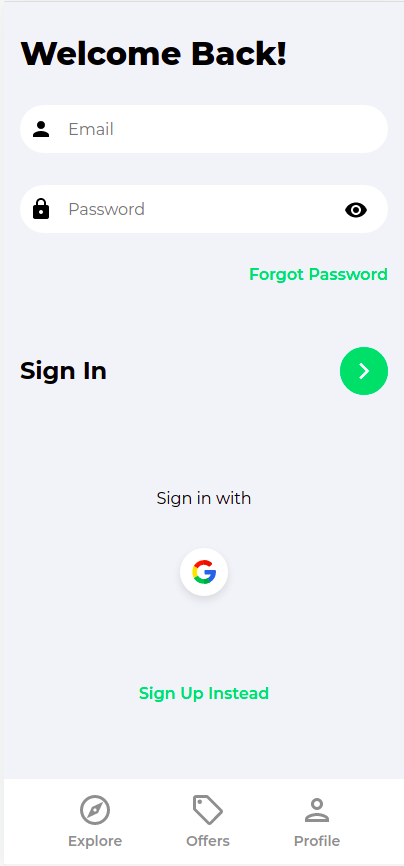 Welcome Back!
Email
Password
Forgot Password
Sign In
Sign in with
Sign Up Instead
Explore
Offers
Profile